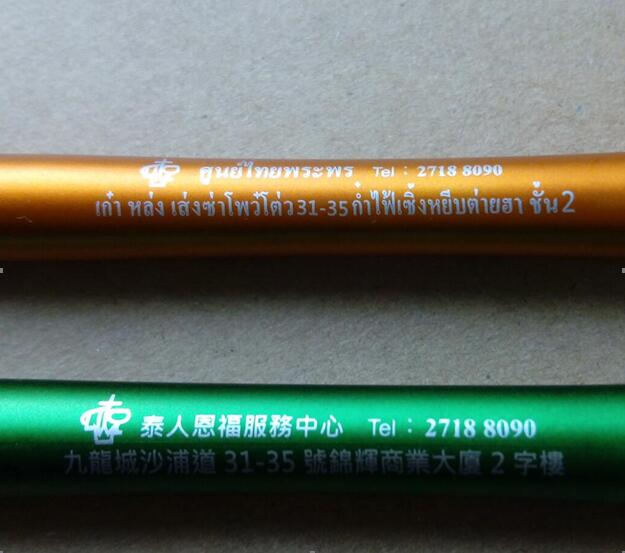 ศูนย์ไทยพระพร Tel : 2718 8090
เก๋า หล่ง เส่งซ่าโพว้โต่ว 31-35 ก๋ำไฟ้เซิ้งหยีบต่ายฮา ชั้น 2
泰人恩福服務中心 Tel : 2718 8090
九龍城沙浦道 31-35 號錦輝商業大廈 2 字樓